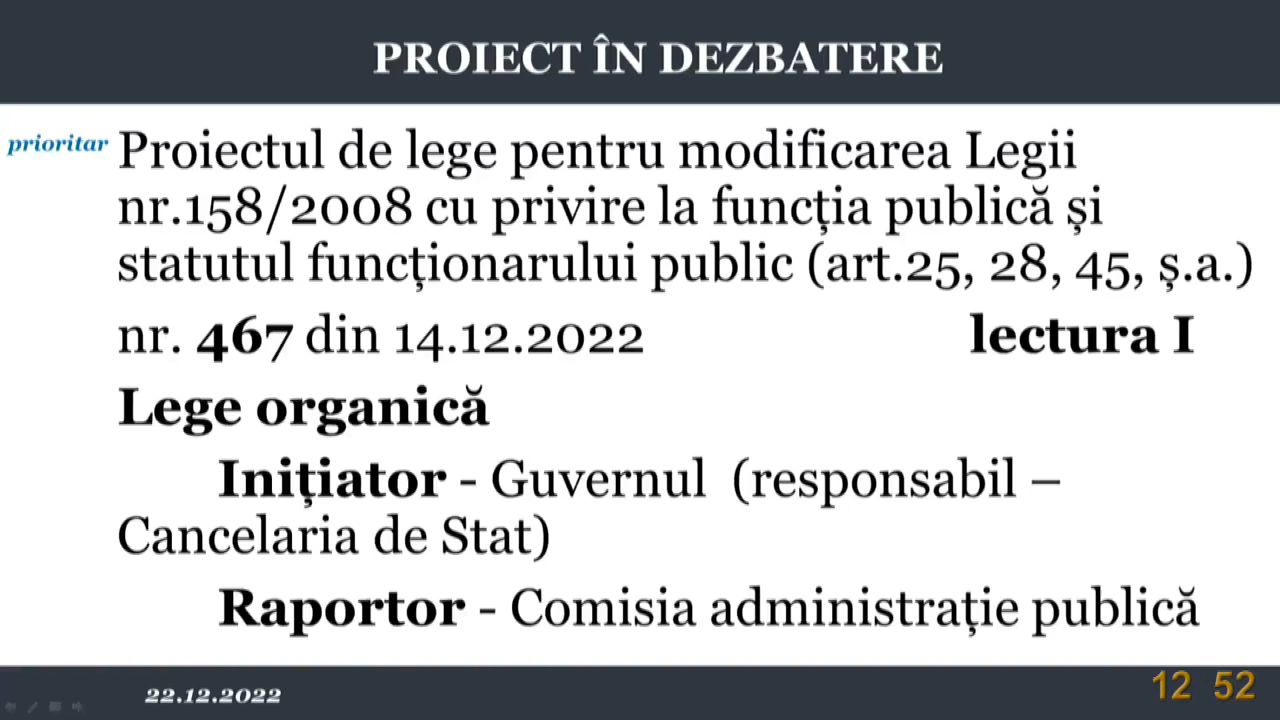 PROIECT ÎN DEZBATERE
prioritar
Proiectul de lege pentru modificarea Legii
nr.158/2008 cu privire la funcția publică și
statutul funcționarului public (art.25, 28, 45, ș.a.)
nr. 467 din 14.12.2022 lectura I
Lege organică
Inițiator - Guvernul (responsabil –
Cancelaria de Stat)
Raportor - Comisia administrație publică
22.12.2022
12 52